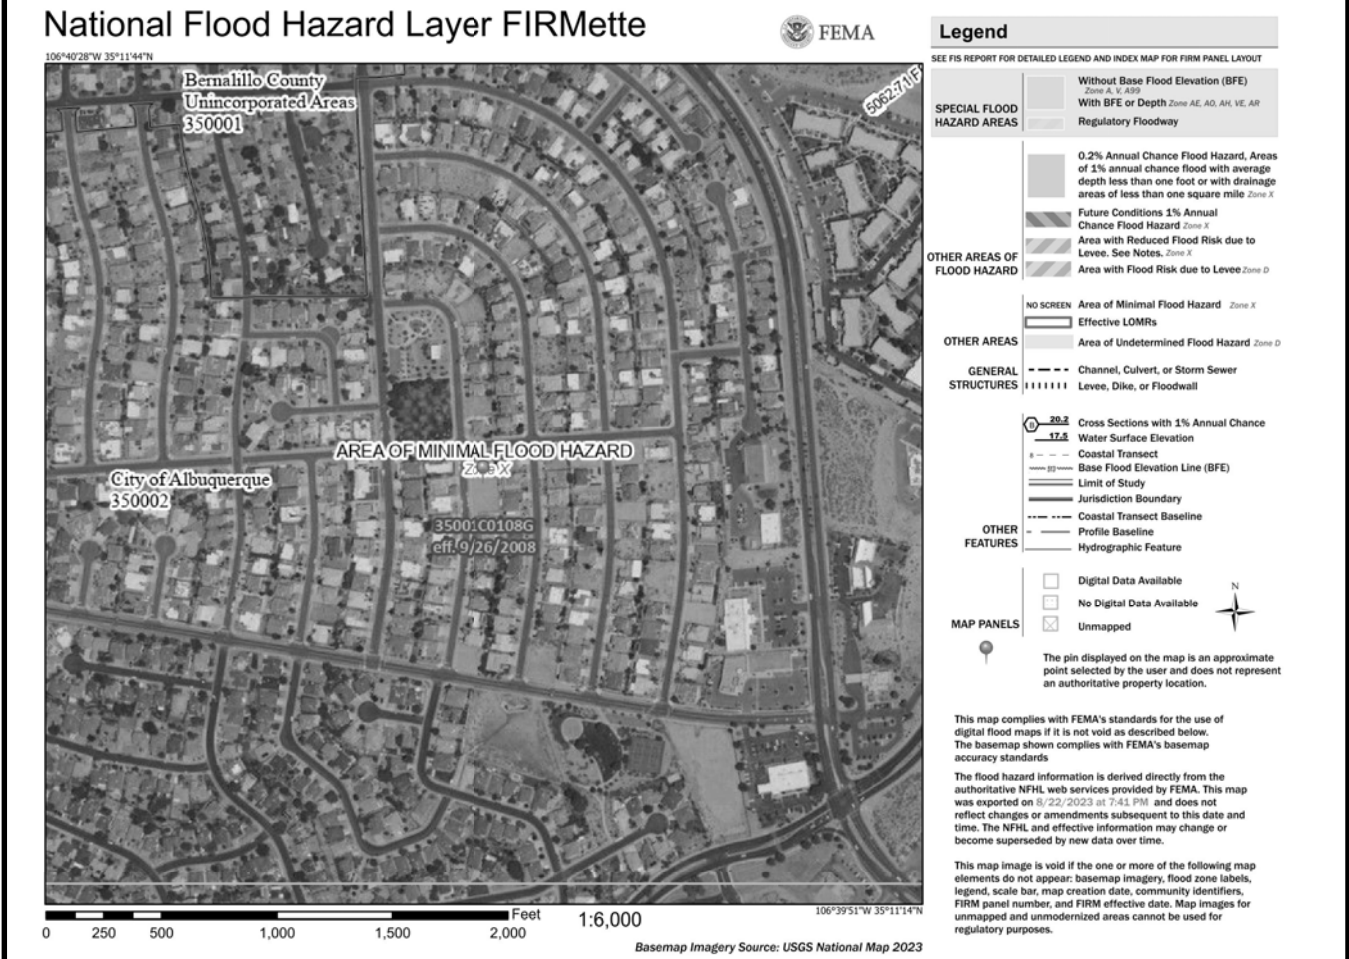 National Flood Hazard Layer FIRMette
FEMA
106°40'28"W 35°11'44"N
Bernalillo County
Unincorporated Areas
350001
5062.71 F
AREA OF MINIMAL FLOOD HAZARD
Zone X
City of Albuquerque
350002
35001C0108G
eff. 9/26/2008
106°39'51"W 35°11'14"N
Feet
1:6,000
0 250 500 1,000 1,500 2,000
Basemap Imagery Source: USGS National Map 2023
Legend
SEE FIS REPORT FOR DETAILED LEGEND AND INDEX MAP FOR FIRM PANEL LAYOUT
SPECIAL FLOOD
HAZARD AREAS
Without Base Flood Elevation (BFE)
Zone A, V, A99
With BFE or Depth Zone AE, AO, AH, VE, AR
Regulatory Floodway
OTHER AREAS OF
FLOOD HAZARD
0.2% Annual Chance Flood Hazard, Areas
of 1% annual chance flood with average
depth less than one foot or with drainage
areas of less than one square mile Zone X
Future Conditions 1% Annual
Chance Flood Hazard Zone X
Area with Reduced Flood Risk due to
Levee. See Notes. Zone X
Area with Flood Risk due to Levee Zone D
OTHER AREAS
NO SCREEN Area of Minimal Flood Hazard Zone X
Effective LOMRs
Area of Undetermined Flood Hazard Zone D
GENERAL
STRUCTURES
Channel, Culvert, or Storm Sewer
Levee, Dike, or Floodwall
OTHER
FEATURES
B 20.2 Cross Sections with 1% Annual Chance
17.5 Water Surface Elevation
8 Coastal Transect
513 Base Flood Elevation Line (BFE)
Limit of Study
Jurisdiction Boundary
Coastal Transect Baseline
Profile Baseline
Hydrographic Feature
MAP PANELS
Digital Data Available
No Digital Data Available
Unmapped
N
The pin displayed on the map is an approximate
point selected by the user and does not represent
an authoritative property location.
This map complies with FEMA's standards for the use of
digital flood maps if it is not void as described below.
The basemap shown complies with FEMA's basemap
accuracy standards
The flood hazard information is derived directly from the
authoritative NFHL web services provided by FEMA. This map
was exported on 8/22/2023 at 7:41 PM and does not
reflect changes or amendments subsequent to this date and
time. The NFHL and effective information may change or
become superseded by new data over time.
This map image is void if the one or more of the following map
elements do not appear: basemap imagery, flood zone labels,
legend, scale bar, map creation date, community identifiers,
FIRM panel number, and FIRM effective date. Map images for
unmapped and unmodernized areas cannot be used for
regulatory purposes.